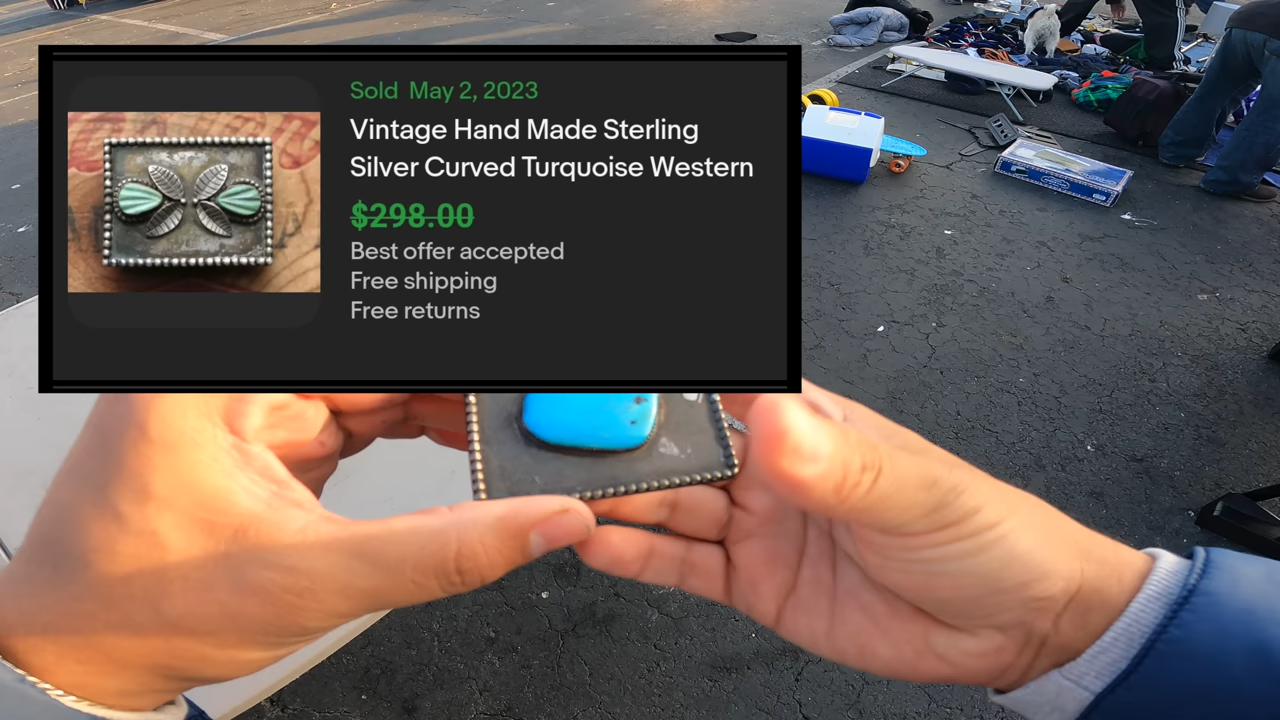 Sold May 2, 2023
Vintage Hand Made Sterling
Silver Curved Turquoise Western
$298.00
Best offer accepted
Free shipping
Free returns